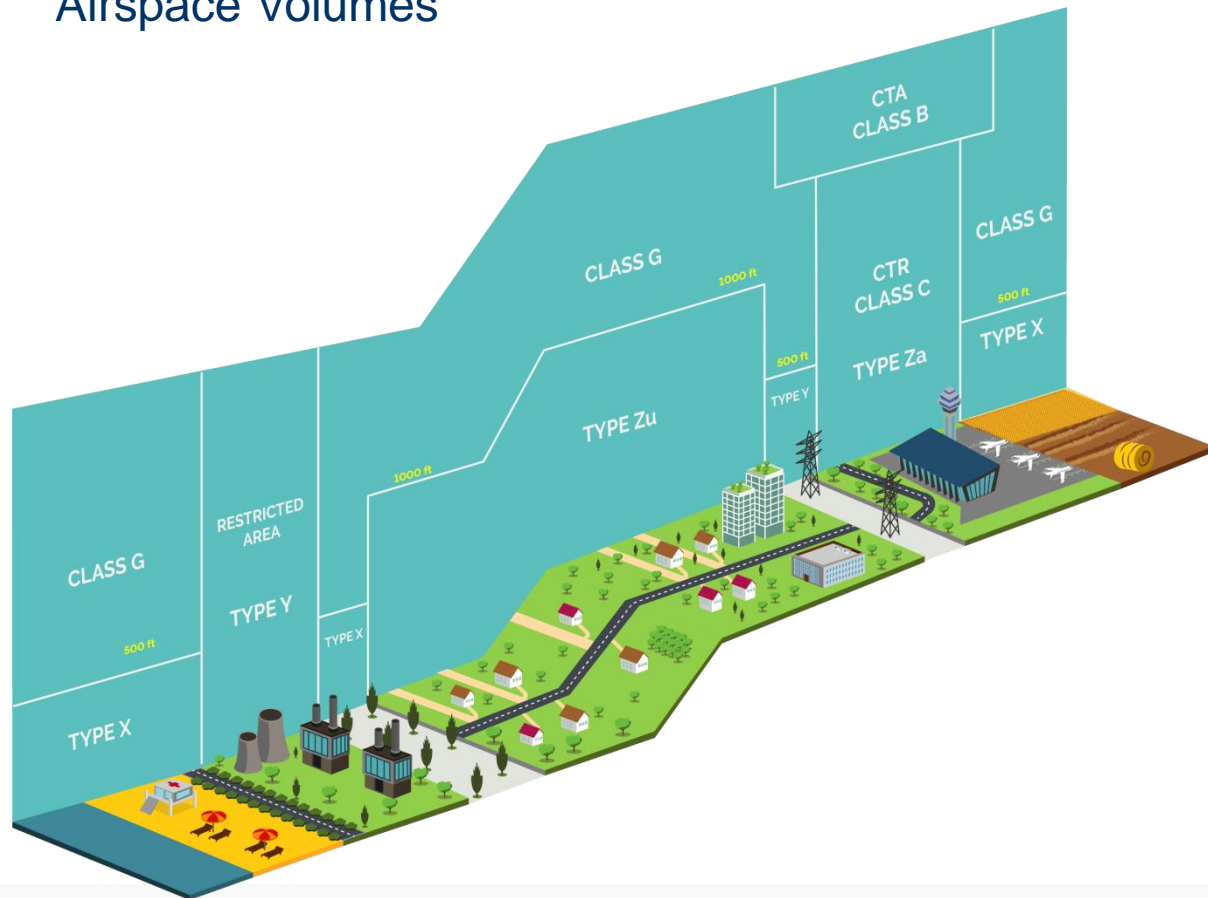 Airspace Volumes
CTA
CLASS B
CLASS G
CLASS G
1000 ft
CTR
CLASS C
500 ft
TYPE X
500 ft
TYPE Za
TYPE Y
TYPE Zu
1000 ft
RESTRICTED
AREA
CLASS G
TYPE Y
TYPE X
500 ft
TYPE X